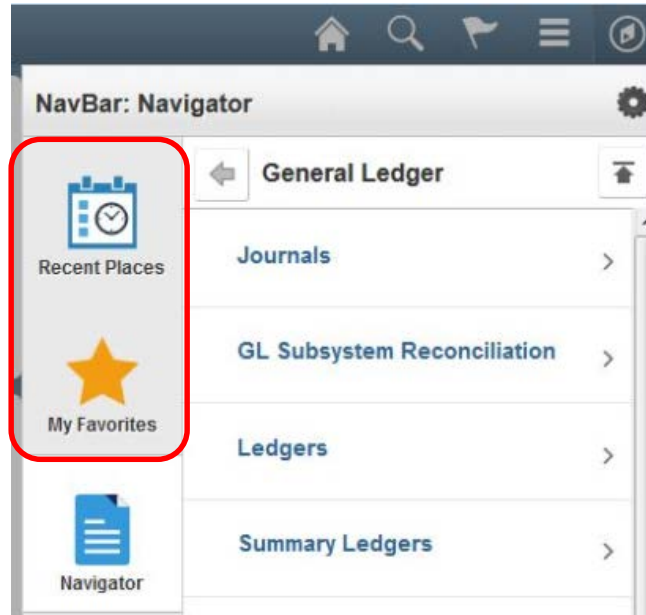 NavBar: Navigator
General Ledger
Recent Places
My Favorites
Navigator
Journals
GL Subsystem Reconciliation
Ledgers
Summary Ledgers